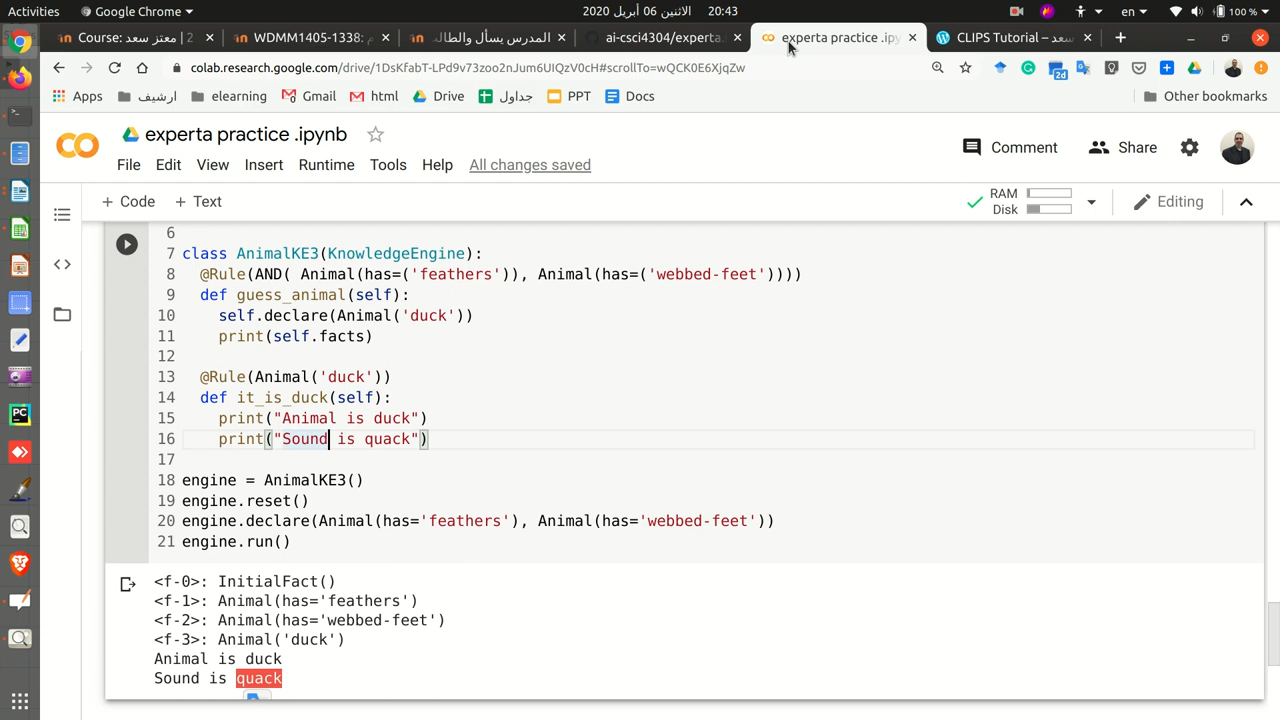 Activities
Google Chrome
20:43 الاثنين 06 أبريل 2020
en
100 %
Course: معتز سعد | 2
WDMM1405-1338:
المدرس يسأل والطالب
ai-csci4304/experta.
experta practice .ipy
CLIPS Tutorial – سعد
colab.research.google.com/drive/1DsKfabT-LPd9v73zoo2nJum6UIQzV0cH#scrollTo=wQCK0E6XjqZw
2d
Apps
ارشيف
elearning
Gmail
html
Drive
جداول
PPT
Docs
Other bookmarks
experta practice .ipynb
Comment
Share
File Edit View Insert Runtime Tools Help All changes saved
+ Code + Text
RAM
Disk
Editing
6
7 class AnimalKE3(KnowledgeEngine):
8 @Rule(AND( Animal(has=('feathers')), Animal(has=('webbed-feet'))))
9 def guess_animal(self):
10 self.declare(Animal('duck'))
11 print(self.facts)
12
13 @Rule(Animal('duck'))
14 def it_is_duck(self):
15 print("Animal is duck")
16 print("Sound is quack")
17
18 engine = AnimalKE3()
19 engine.reset()
20 engine.declare(Animal(has='feathers'), Animal(has='webbed-feet'))
21 engine.run()
<f-0>: InitialFact()
<f-1>: Animal(has='feathers')
<f-2>: Animal(has='webbed-feet')
<f-3>: Animal('duck')
Animal is duck
Sound is quack